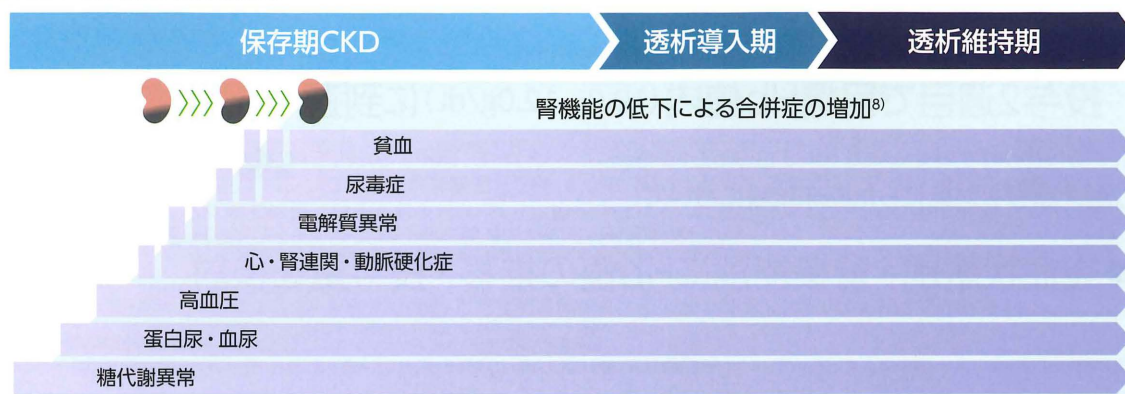 保存期CKD
透析導入期
透析維持期
腎機能の低下による合併症の増加8)
貧血
尿毒症
電解質異常
心・腎連関・動脈硬化症
高血圧
蛋白尿・血尿
糖代謝異常